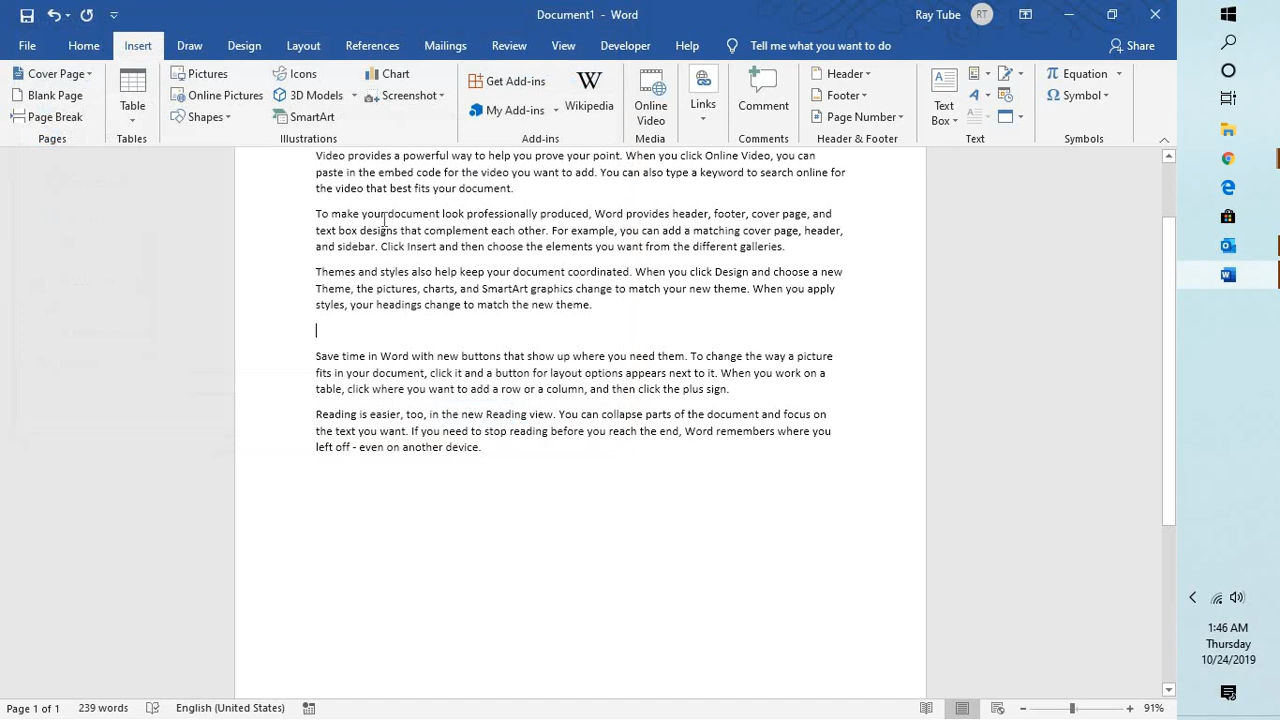 Document1 - Word
Ray Tube RT
File Home Insert Draw Design Layout References Mailings Review View Developer Help Tell me what you want to do Share
Cover Page
Blank Page
Page Break
Pages
Table
Tables
Pictures
Online Pictures
Shapes
Icons
3D Models
SmartArt
Chart
Screenshot
Illustrations
Get Add-ins
My Add-ins
W
Wikipedia
Add-ins
Online
Video
Media
Links
Comment
Comments
Header
Footer
Page Number
Header & Footer
Text
Box
Text
Equation
Symbol
Symbols
Video provides a powerful way to help you prove your point. When you click Online Video, you can
paste in the embed code for the video you want to add. You can also type a keyword to search online for
the video that best fits your document.
To make your document look professionally produced, Word provides header, footer, cover page, and
text box designs that complement each other. For example, you can add a matching cover page, header,
and sidebar. Click Insert and then choose the elements you want from the different galleries.
Themes and styles also help keep your document coordinated. When you click Design and choose a new
Theme, the pictures, charts, and SmartArt graphics change to match your new theme. When you apply
styles, your headings change to match the new theme.
Save time in Word with new buttons that show up where you need them. To change the way a picture
fits in your document, click it and a button for layout options appears next to it. When you work on a
table, click where you want to add a row or a column, and then click the plus sign.
Reading is easier, too, in the new Reading view. You can collapse parts of the document and focus on
the text you want. If you need to stop reading before you reach the end, Word remembers where you
left off - even on another device.
1:46 AM
Thursday
10/24/2019
Page 1 of 1 239 words English (United States) 91%